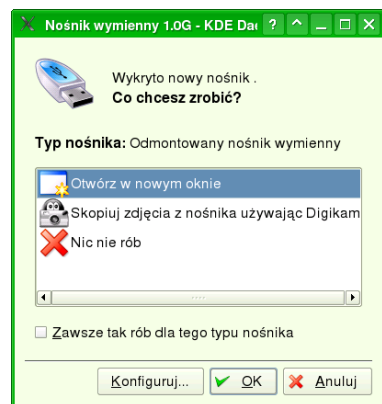 Nośnik wymienny 1.0G - KDE Da
Wykryto nowy nośnik .
Co chcesz zrobić?
Typ nośnika: Odmontowany nośnik wymienny
Otwórz w nowym oknie
Skopiuj zdjęcia z nośnika używając Digikam
Nic nie rób
Zawsze tak rób dla tego typu nośnika
Konfiguruj... OK Anuluj